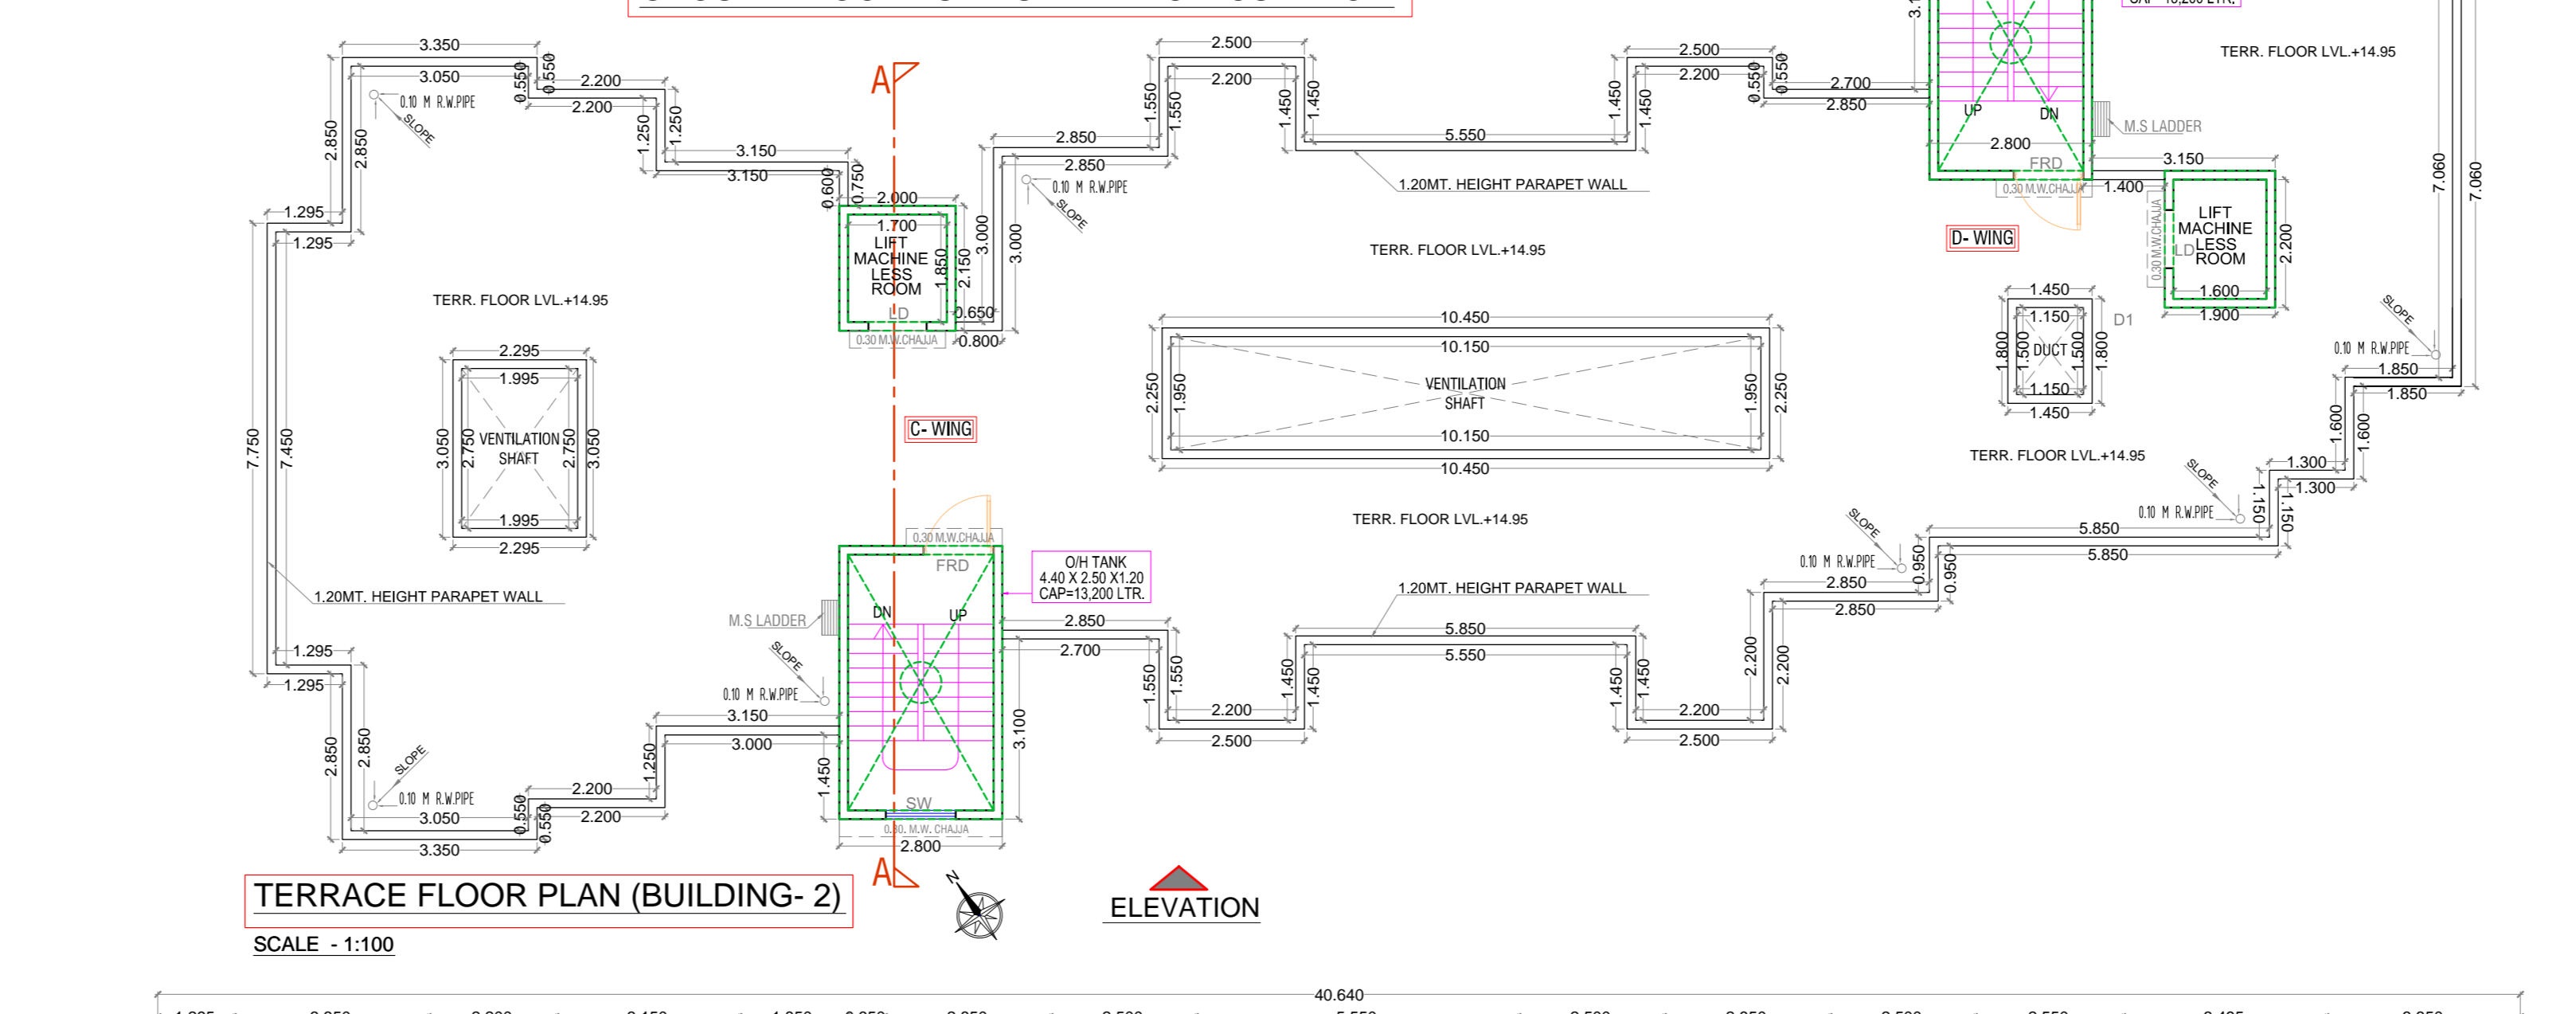 3.350
3.050
0.550
0.550
2.200
2.200
0.10 M R.W.PIPE
SLOPE
2.850
2.850
1.250
1.250
3.150
3.150
0.600
0.750
A
2.000
1.700
LIFT
MACHINE
LESS
ROOM
1.850
2.150
LD
0.650
0.800
0.30 M.W.CHAJJA
3.000
3.000
2.850
2.850
0.10 M R.W.PIPE
SLOPE
1.550
1.550
2.500
2.200
1.450
1.450
5.550
1.20MT. HEIGHT PARAPET WALL
1.450
1.450
2.500
2.200
0.550
0.550
2.700
2.850
UP
DN
2.800
FRD
0.30 M.W.CHAJJA
M.S LADDER
3.150
1.400
TERR. FLOOR LVL.+14.95
7.060
7.060
LIFT
MACHINE
LESS
ROOM
LD
0.30 M.W.CHAJJA
2.200
1.600
1.900
D- WING
TERR. FLOOR LVL.+14.95
1.295
1.295
TERR. FLOOR LVL.+14.95
7.750
7.450
2.295
1.995
3.050
2.750
VENTILATION
SHAFT
2.750
3.050
1.995
2.295
C- WING
10.450
10.150
2.250
1.950
VENTILATION
SHAFT
1.950
2.250
10.150
10.450
1.450
1.150
1.800
1.500
DUCT
1.500
1.800
1.150
1.450
D1
SLOPE
0.10 M R.W.PIPE
1.850
1.850
1.600
1.600
TERR. FLOOR LVL.+14.95
1.300
1.300
SLOPE
0.10 M R.W.PIPE
1.150
1.150
5.850
5.850
SLOPE
0.10 M R.W.PIPE
0.950
0.950
2.850
2.850
TERR. FLOOR LVL.+14.95
0.30 M.W.CHAJJA
FRD
O/H TANK
4.40 X 2.50 X1.20
CAP=13,200 LTR.
1.20MT. HEIGHT PARAPET WALL
1.20MT. HEIGHT PARAPET WALL
M.S LADDER
DN
UP
2.850
2.700
1.550
1.550
5.850
5.550
1.450
1.450
1.450
1.450
2.200
2.200
2.200
2.500
2.200
2.500
1.295
1.295
SLOPE
0.10 M R.W.PIPE
3.150
3.000
2.850
2.850
1.250
1.450
3.100
SLOPE
0.10 M R.W.PIPE
2.200
2.200
0.550
0.550
3.050
3.350
SW
0.30. M.W. CHAJJA
2.800
A
TERRACE FLOOR PLAN (BUILDING- 2)
SCALE - 1:100
N
ELEVATION
40.640